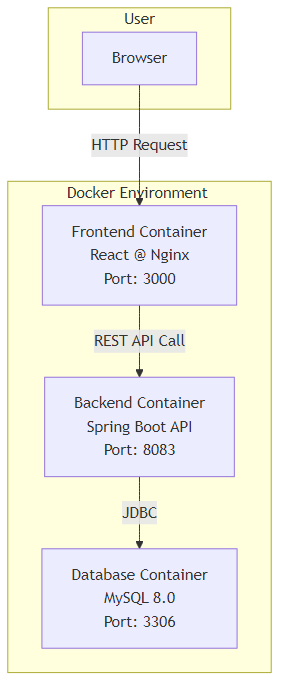 User
Browser
HTTP Request
Docker Environment
Frontend Container
React @ Nginx
Port: 3000
REST API Call
Backend Container
Spring Boot API
Port: 8083
JDBC
Database Container
MySQL 8.0
Port: 3306